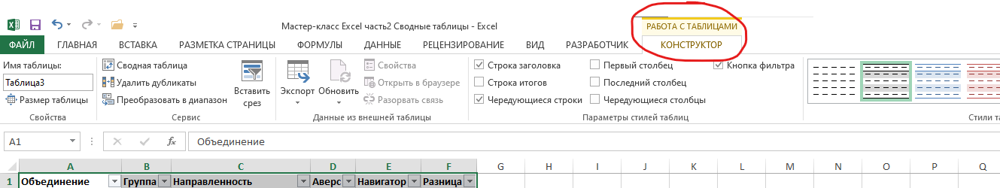 Мастер-класс Excel часть2 Сводные таблицы - Excel
РАБОТА С ТАБЛИЦАМИ
ФАЙЛ ГЛАВНАЯ ВСТАВКА РАЗМЕТКА СТРАНИЦЫ ФОРМУЛЫ ДАННЫЕ РЕЦЕНЗИРОВАНИЕ ВИД РАЗРАБОТЧИК КОНСТРУКТОР
Имя таблицы:
Таблица3
Размер таблицы
Свойства
Сводная таблица
Удалить дубликаты
Преобразовать в диапазон
Вставить
срез
Сервис
Экспорт
Обновить
Свойства
Открыть в браузере
Разорвать связь
Данные из внешней таблицы
Строка заголовка
Строка итогов
Чередующиеся строки
Первый столбец
Последний столбец
Чередующиеся столбцы
Кнопка фильтра
Параметры стилей таблиц
Стили та
A1 fx Объединение
A B C D E F G H I J K L M N O P Q
1 Объединение Группа Направленность Аверс Навигатор Разница